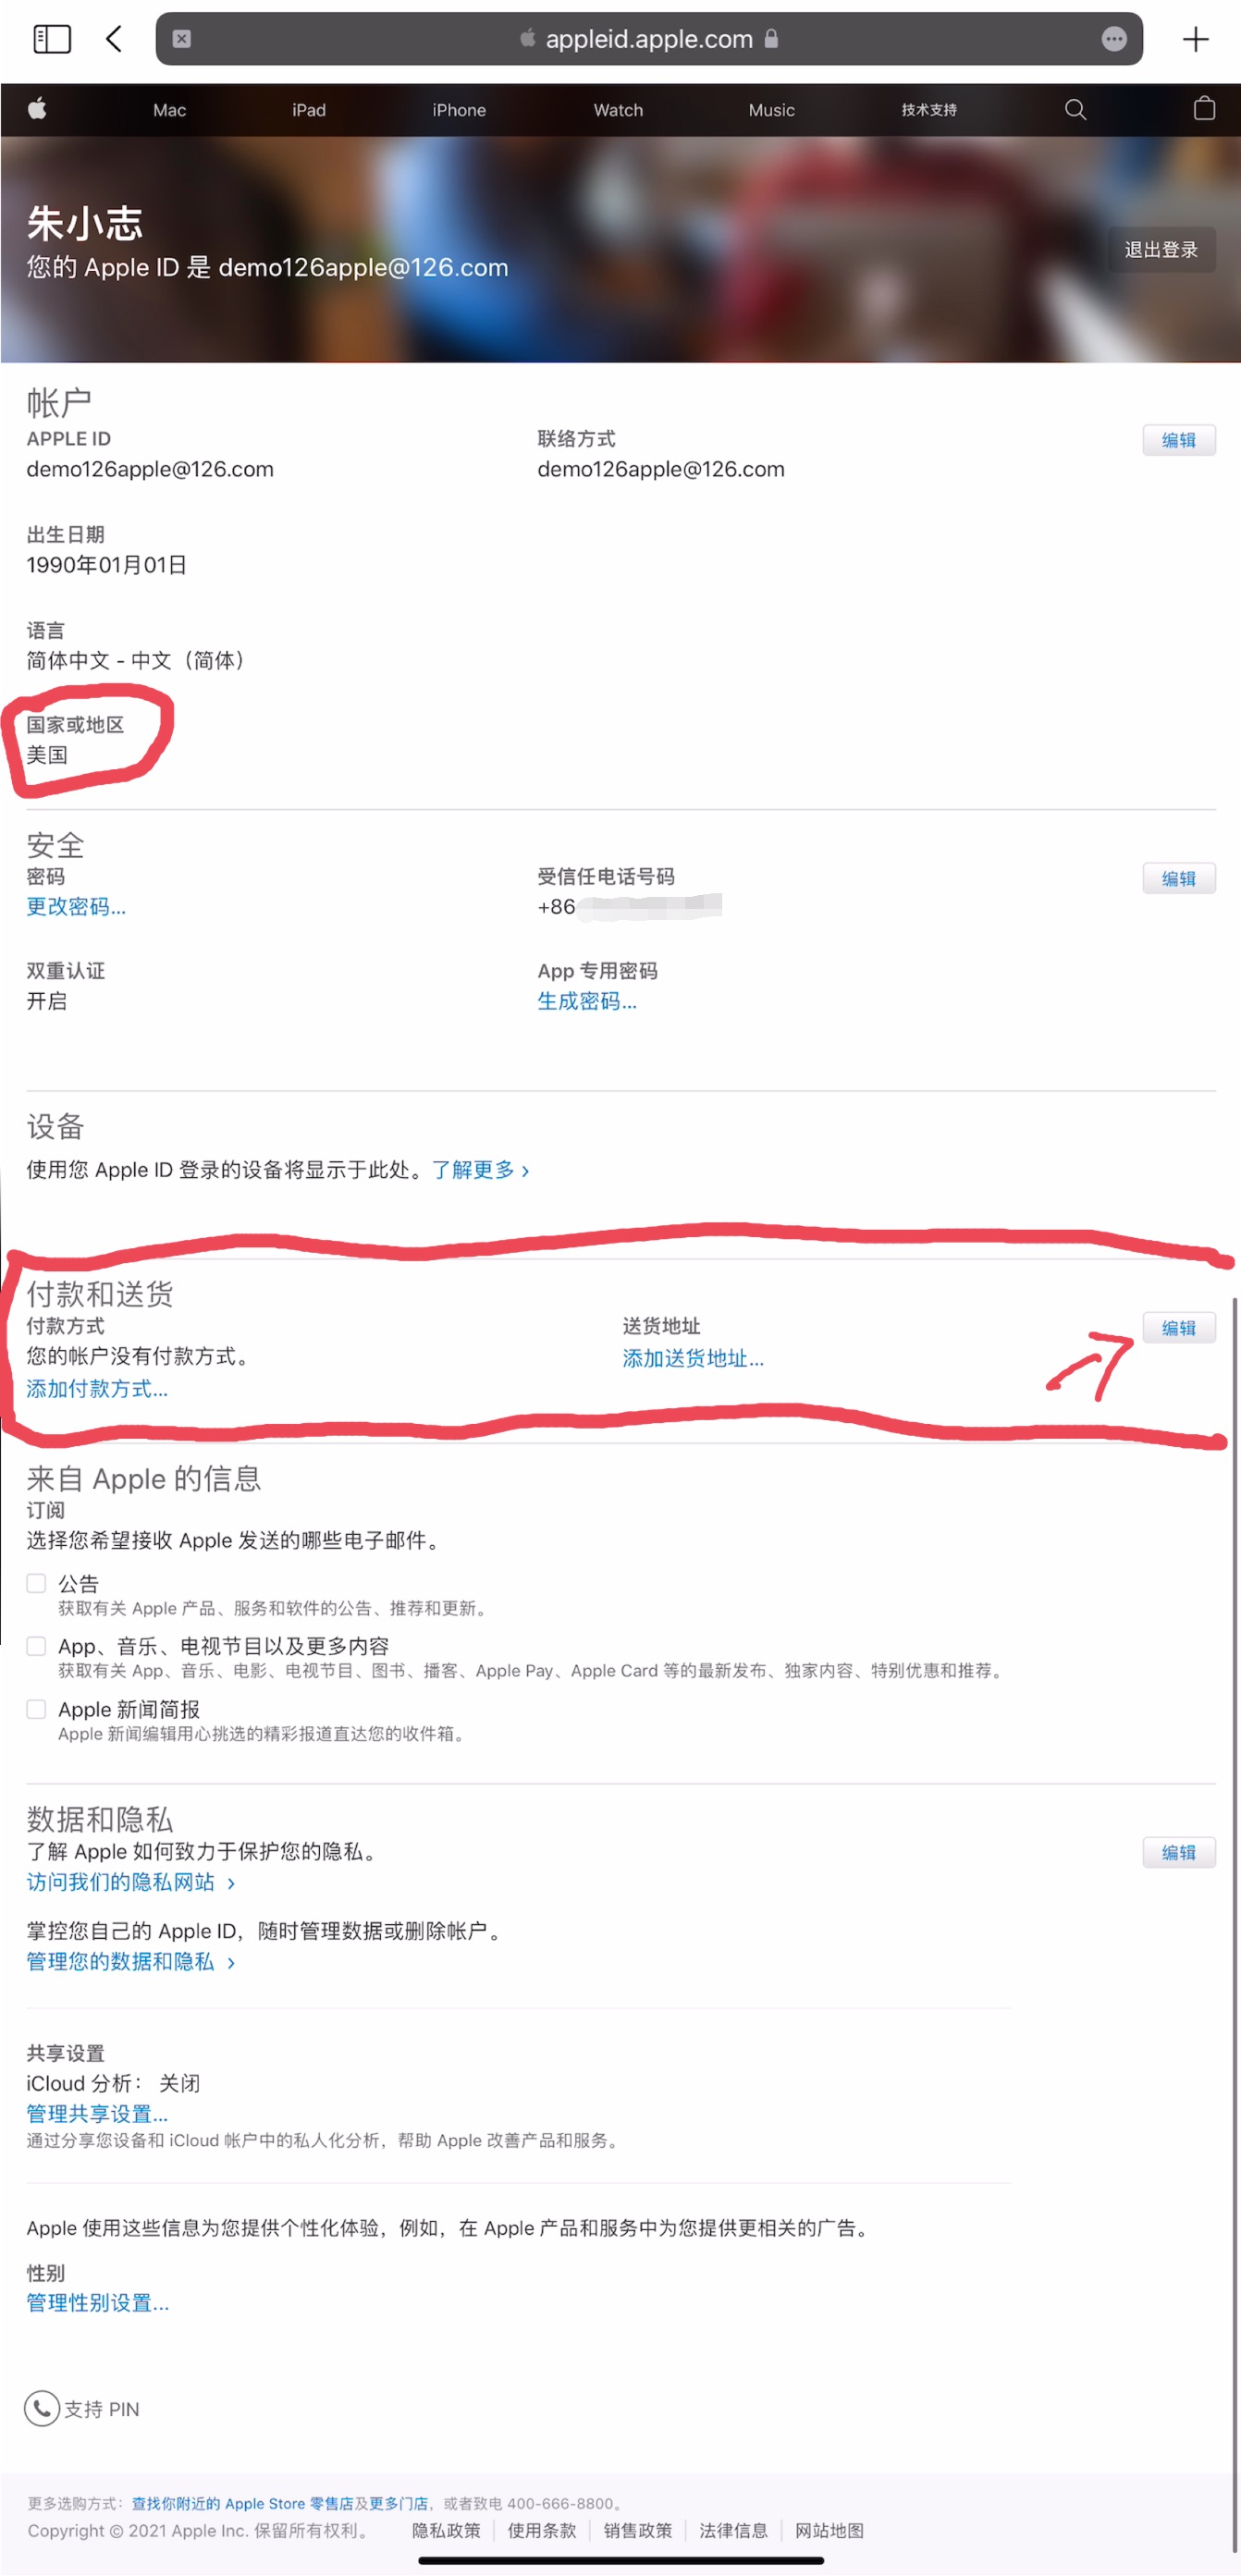 appleid.apple.com
Mac iPad iPhone Watch Music 技术支持
朱小志
您的 Apple ID 是 demo126apple@126.com
退出登录
帐户
APPLE ID 联络方式 编辑
demo126apple@126.com demo126apple@126.com
出生日期
1990年01月01日
语言
简体中文 - 中文（简体）
国家或地区
美国
安全
密码 受信任电话号码 编辑
更改密码... +86
双重认证 App 专用密码
开启 生成密码...
设备
使用您 Apple ID 登录的设备将显示于此处。了解更多 ›
付款和送货
付款方式 送货地址 编辑
您的帐户没有付款方式。 添加送货地址...
添加付款方式...
来自 Apple 的信息
订阅
选择您希望接收 Apple 发送的哪些电子邮件。
公告
获取有关 Apple 产品、服务和软件的公告、推荐和更新。
App、音乐、电视节目以及更多内容
获取有关 App、音乐、电影、电视节目、图书、播客、Apple Pay、Apple Card 等的最新发布、独家内容、特别优惠和推荐。
Apple 新闻简报
Apple 新闻编辑用心挑选的精彩报道直达您的收件箱。
数据和隐私
了解 Apple 如何致力于保护您的隐私。 编辑
访问我们的隐私网站 ›
掌控您自己的 Apple ID，随时管理数据或删除帐户。
管理您的数据和隐私 ›
共享设置
iCloud 分析： 关闭
管理共享设置...
通过分享您设备和 iCloud 帐户中的私人化分析，帮助 Apple 改善产品和服务。
Apple 使用这些信息为您提供个性化体验，例如，在 Apple 产品和服务中为您提供更相关的广告。
性别
管理性别设置...
支持 PIN
更多选购方式：查找你附近的 Apple Store 零售店及更多门店，或者致电 400-666-8800。
Copyright © 2021 Apple Inc. 保留所有权利。 隐私政策 使用条款 销售政策 法律信息 网站地图